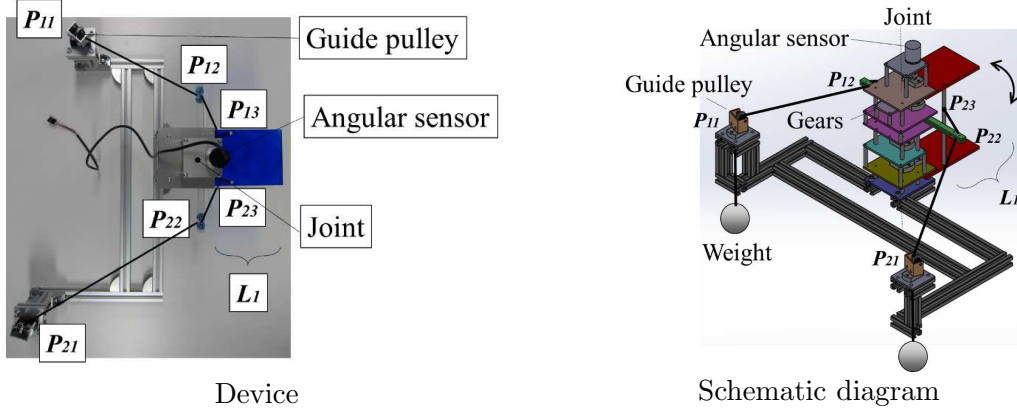 P11
Guide pulley
P12
P13
Angular sensor
P22
P23
Joint
L1
P21
Device
Joint
Angular sensor
Guide pulley
P12
P11
P23
Gears
P22
L1
Weight
P21
Schematic diagram